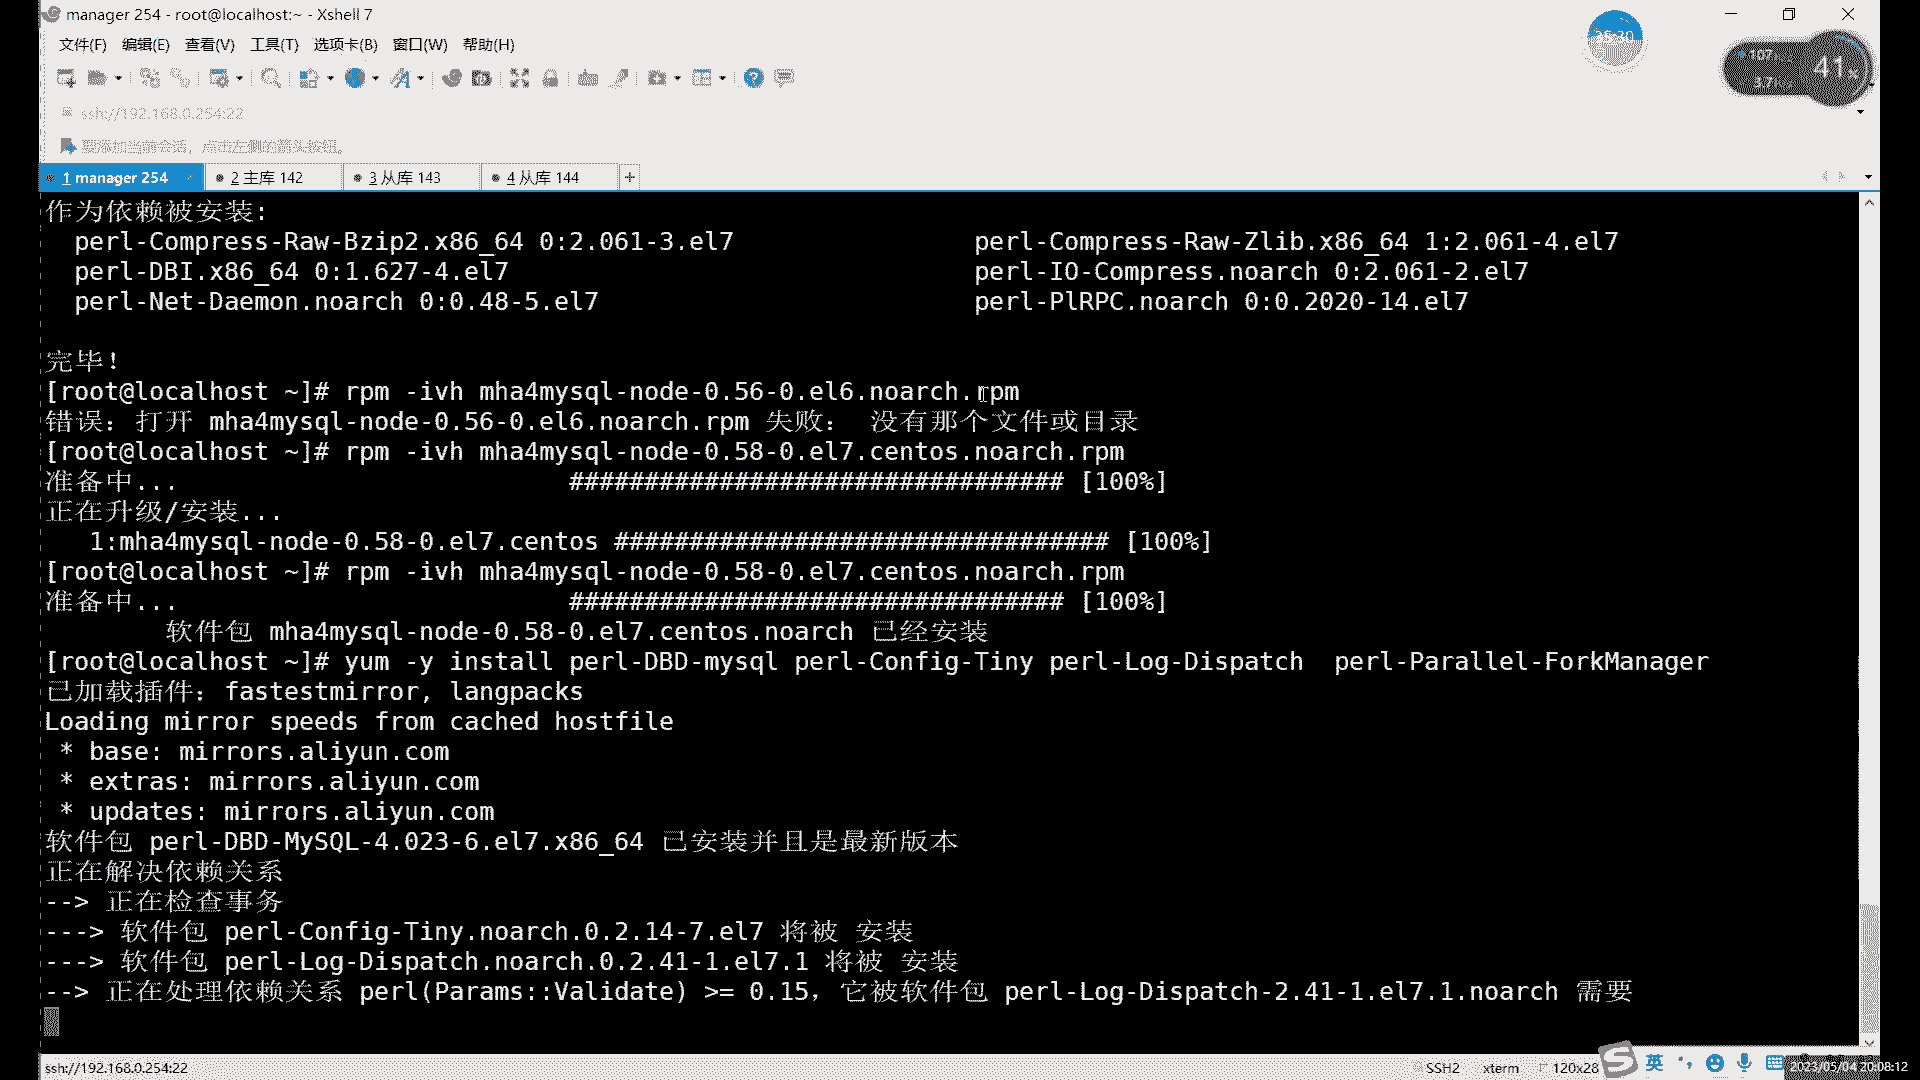 manager 254 - root@localhost:~ - Xshell 7
文件(F) 编辑(E) 查看(V) 工具(T) 选项卡(B) 窗口(W) 帮助(H)
ssh://192.168.0.254:22
要添加当前会话，点击左侧的箭头按钮。
1 manager 254
2 主库 142
3 从库 143
4 从库 144
+
41%
作为依赖被安装:
perl-Compress-Raw-Bzip2.x86_64 0:2.061-3.el7 perl-Compress-Raw-Zlib.x86_64 1:2.061-4.el7
perl-DBI.x86_64 0:1.627-4.el7 perl-IO-Compress.noarch 0:2.061-2.el7
perl-Net-Daemon.noarch 0:0.48-5.el7 perl-PlRPC.noarch 0:0.2020-14.el7
完毕！
[root@localhost ~]# rpm -ivh mha4mysql-node-0.56-0.el6.noarch.rpm
错误：打开 mha4mysql-node-0.56-0.el6.noarch.rpm 失败： 没有那个文件或目录
[root@localhost ~]# rpm -ivh mha4mysql-node-0.58-0.el7.centos.noarch.rpm
准备中... ################################# [100%]
正在升级/安装...
1:mha4mysql-node-0.58-0.el7.centos ################################# [100%]
[root@localhost ~]# rpm -ivh mha4mysql-node-0.58-0.el7.centos.noarch.rpm
准备中... ################################# [100%]
软件包 mha4mysql-node-0.58-0.el7.centos.noarch 已经安装
[root@localhost ~]# yum -y install perl-DBD-mysql perl-Config-Tiny perl-Log-Dispatch  perl-Parallel-ForkManager
已加载插件：fastestmirror, langpacks
Loading mirror speeds from cached hostfile
* base: mirrors.aliyun.com
* extras: mirrors.aliyun.com
* updates: mirrors.aliyun.com
软件包 perl-DBD-MySQL-4.023-6.el7.x86_64 已安装并且是最新版本
正在解决依赖关系
--> 正在检查事务
---> 软件包 perl-Config-Tiny.noarch.0.2.14-7.el7 将被 安装
---> 软件包 perl-Log-Dispatch.noarch.0.2.41-1.el7.1 将被 安装
--> 正在处理依赖关系 perl(Params::Validate) >= 0.15，它被软件包 perl-Log-Dispatch-2.41-1.el7.1.noarch 需要
ssh://192.168.0.254:22 SSH2 xterm 120x28 英
2023/05/04 20:08:12